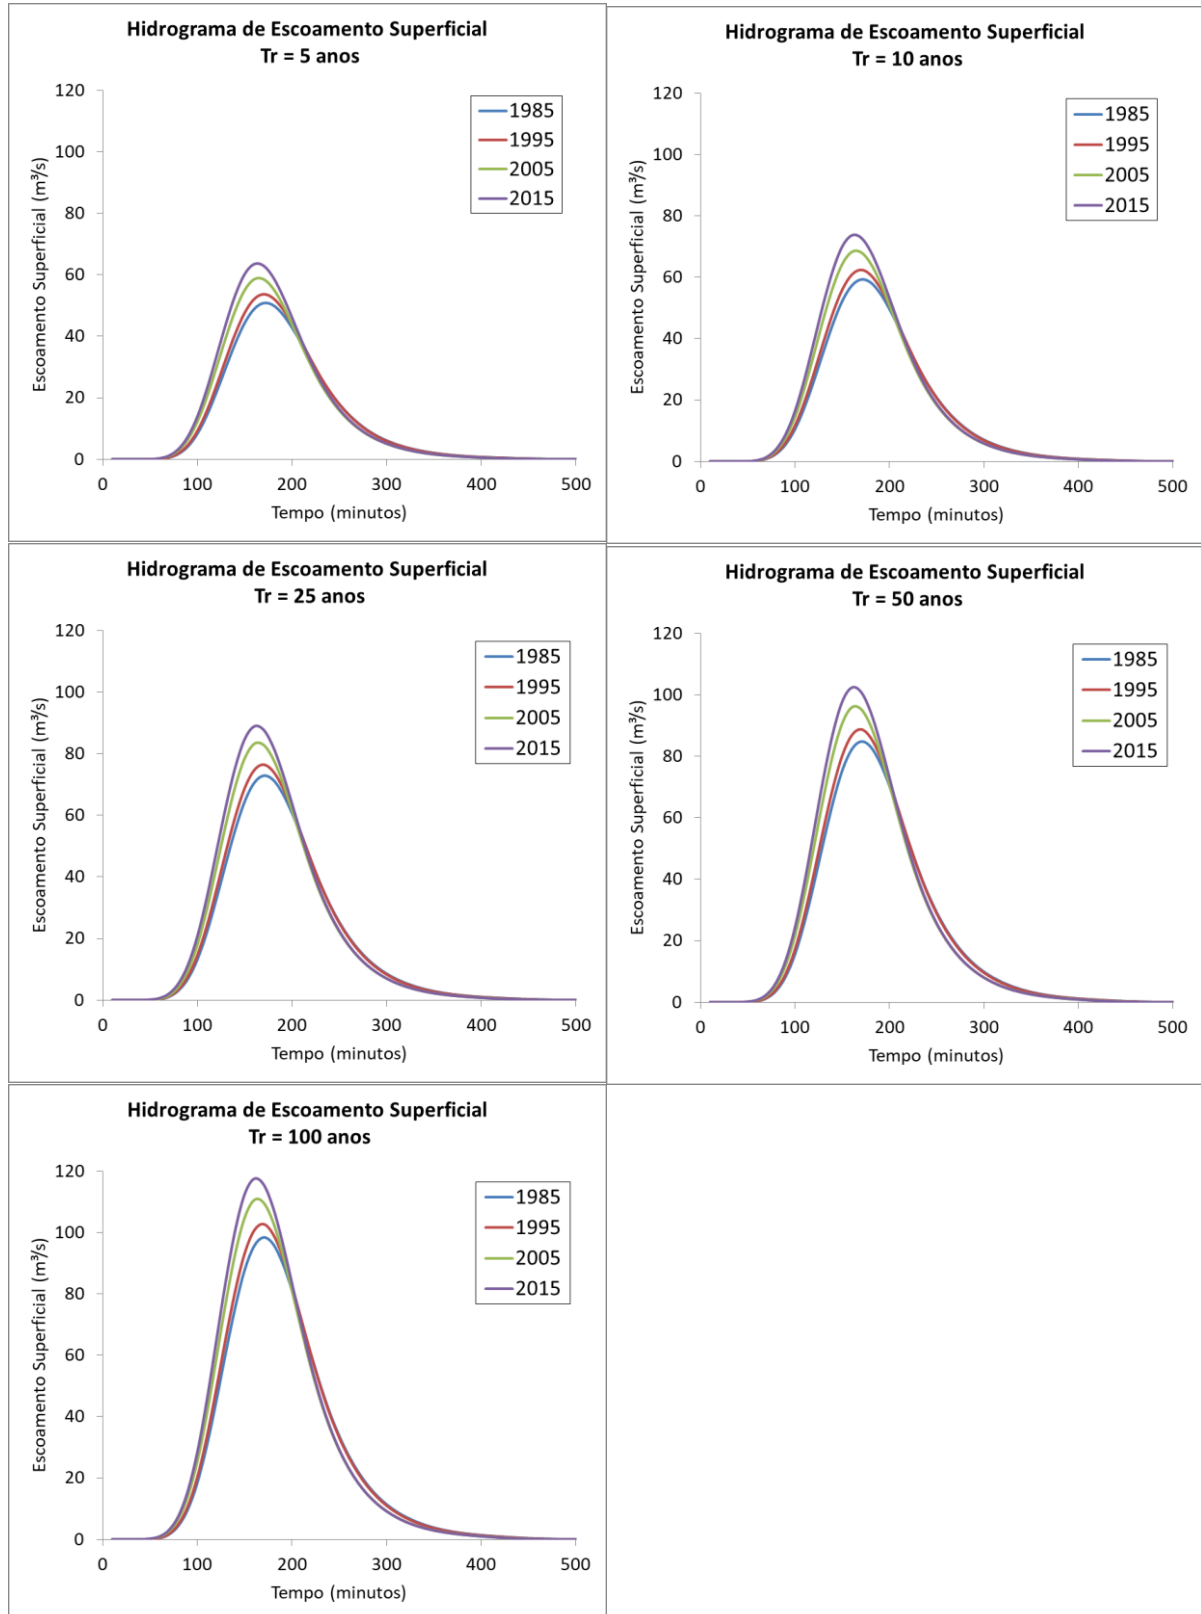 Hidrograma de Escoamento Superficial
Tr = 5 anos
Escoamento Superficial (m³/s)
120
100
80
60
40
20
0
0 100 200 300 400 500
Tempo (minutos)
1985
1995
2005
2015
Hidrograma de Escoamento Superficial
Tr = 10 anos
Escoamento Superficial (m³/s)
120
100
80
60
40
20
0
0 100 200 300 400 500
Tempo (minutos)
1985
1995
2005
2015
Hidrograma de Escoamento Superficial
Tr = 25 anos
Escoamento Superficial (m³/s)
120
100
80
60
40
20
0
0 100 200 300 400 500
Tempo (minutos)
1985
1995
2005
2015
Hidrograma de Escoamento Superficial
Tr = 50 anos
Escoamento Superficial (m³/s)
120
100
80
60
40
20
0
0 100 200 300 400 500
Tempo (minutos)
1985
1995
2005
2015
Hidrograma de Escoamento Superficial
Tr = 100 anos
Escoamento Superficial (m³/s)
120
100
80
60
40
20
0
0 100 200 300 400 500
Tempo (minutos)
1985
1995
2005
2015